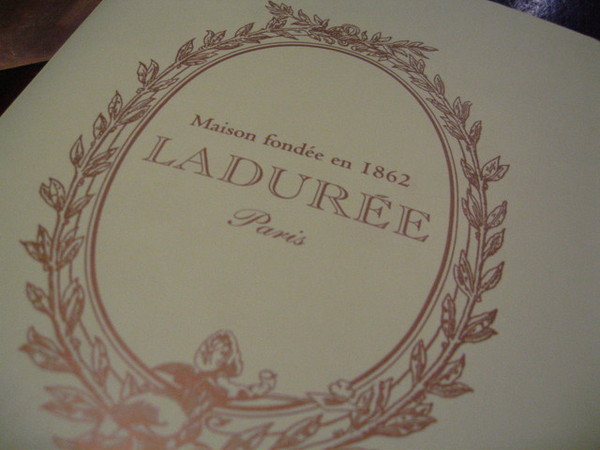 Maison fondée en 1862
LADURÉE
Paris